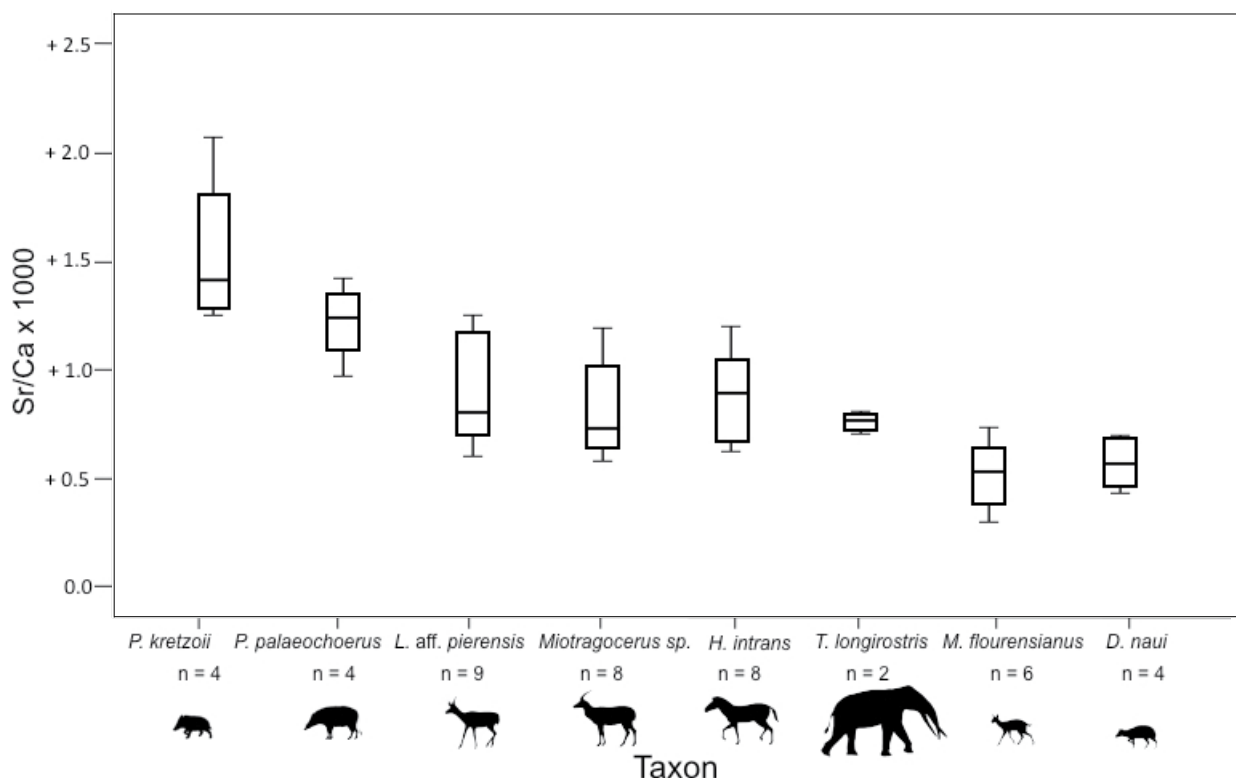 Sr/Ca x 1000
+ 2.5
+ 2.0
+ 1.5
+ 1.0
+ 0.5
0.0
P. kretzoii P. palaeochoerus L. aff. pierensis Miotragocerus sp. H. intrans T. longirostris M. flourensianus D. naui
n = 4 n = 4 n = 9 n = 8 n = 8 n = 2 n = 6 n = 4
Taxon